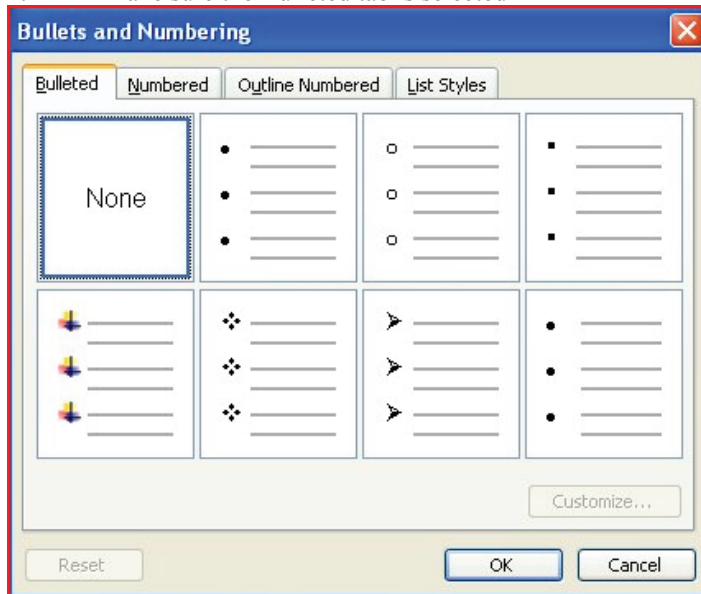 Bullets and Numbering
Bulleted Numbered Outline Numbered List Styles
None
Customize...
Reset OK Cancel